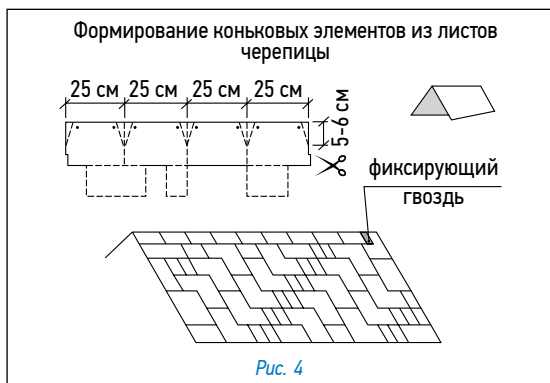 Формирование коньковых элементов из листов
черепицы
25 см 25 см 25 см 25 см
5-6 см
фиксирующий
гвоздь
Рис. 4